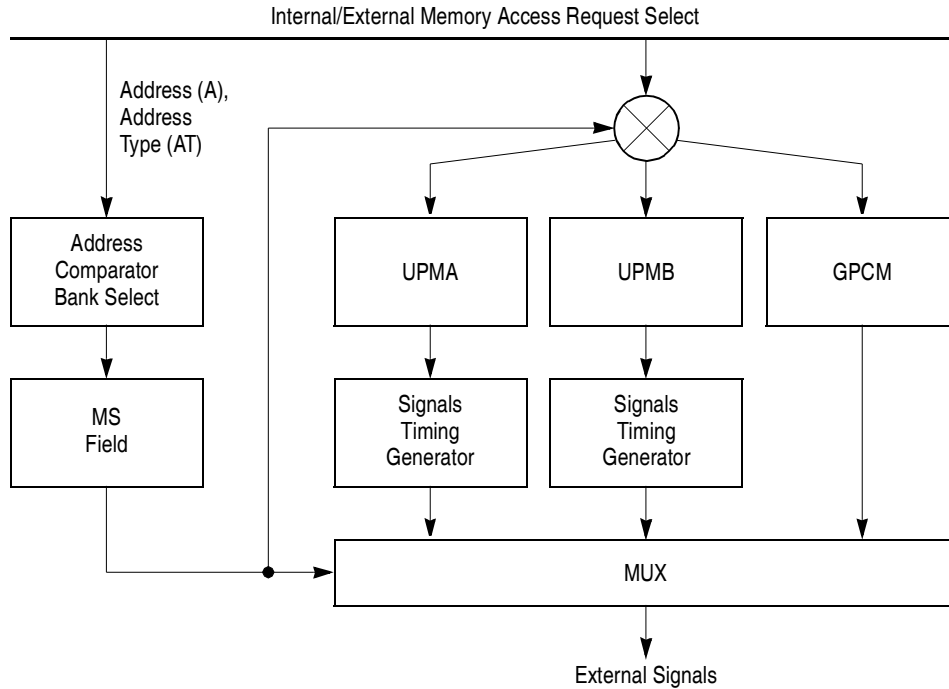 Internal/External Memory Access Request Select
Address (A),
Address
Type (AT)
Address
Comparator
Bank Select
UPMA
UPMB
GPCM
MS
Field
Signals
Timing
Generator
Signals
Timing
Generator
MUX
External Signals